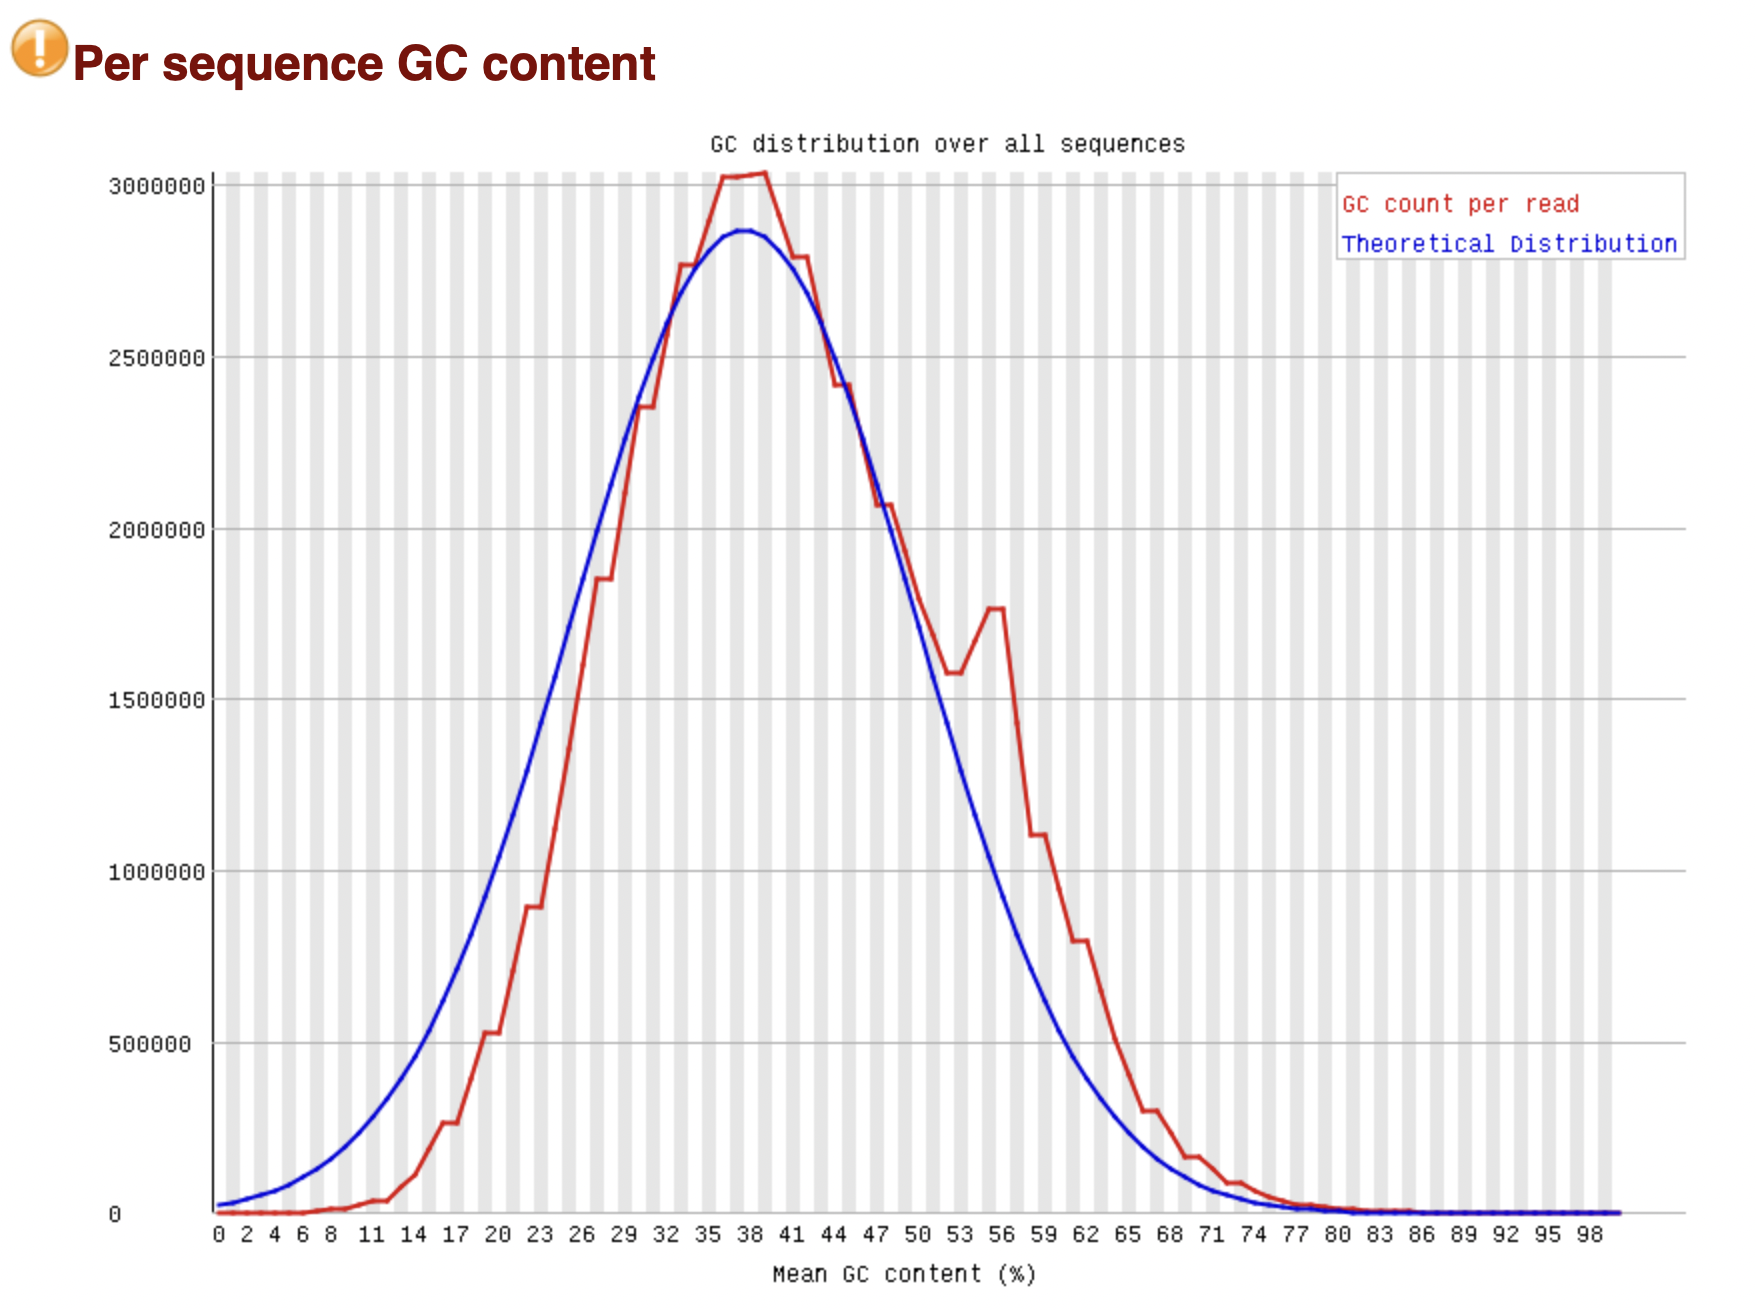 Per sequence GC content
GC distribution over all sequences
3000000
GC count per read
Theoretical Distribution
2500000
2000000
1500000
1000000
500000
0
0 2 4 6 8 11 14 17 20 23 26 29 32 35 38 41 44 47 50 53 56 59 62 65 68 71 74 77 80 83 86 89 92 95 98
Mean GC content (%)